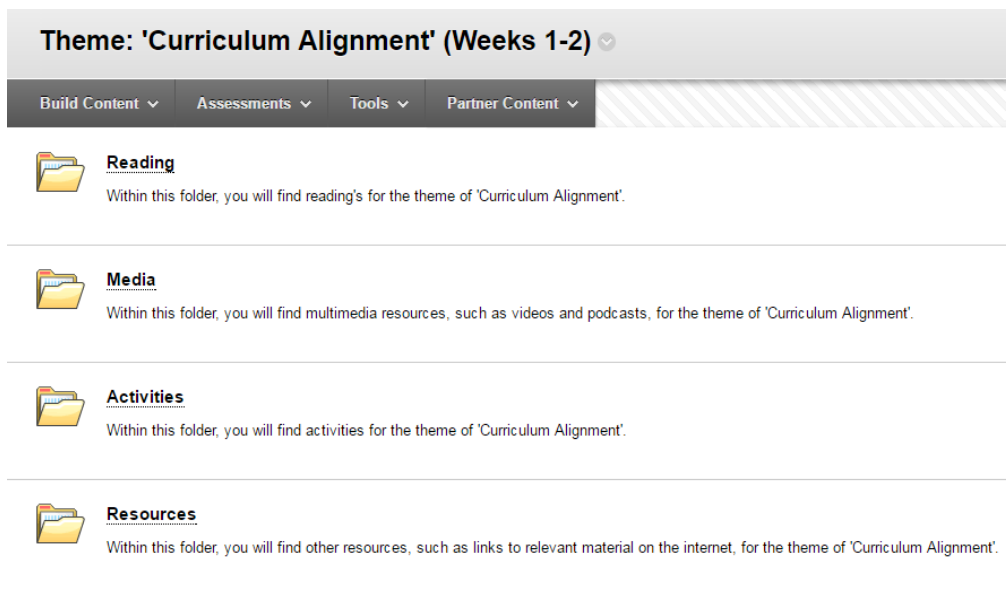 Theme: 'Curriculum Alignment' (Weeks 1-2)
Build Content Assessments Tools Partner Content
Reading
Within this folder, you will find reading's for the theme of 'Curriculum Alignment'.
Media
Within this folder, you will find multimedia resources, such as videos and podcasts, for the theme of 'Curriculum Alignment'.
Activities
Within this folder, you will find activities for the theme of 'Curriculum Alignment'.
Resources
Within this folder, you will find other resources, such as links to relevant material on the internet, for the theme of 'Curriculum Alignment'.